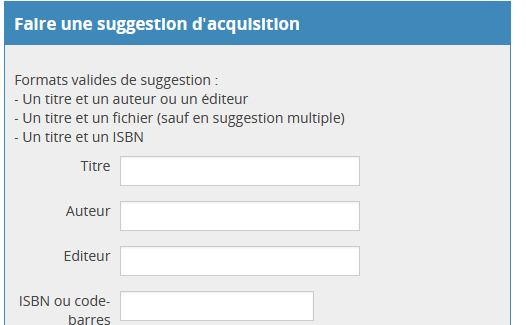 Faire une suggestion d'acquisition
Formats valides de suggestion :
- Un titre et un auteur ou un éditeur
- Un titre et un fichier (sauf en suggestion multiple)
- Un titre et un ISBN
Titre
Auteur
Editeur
ISBN ou code-
barres